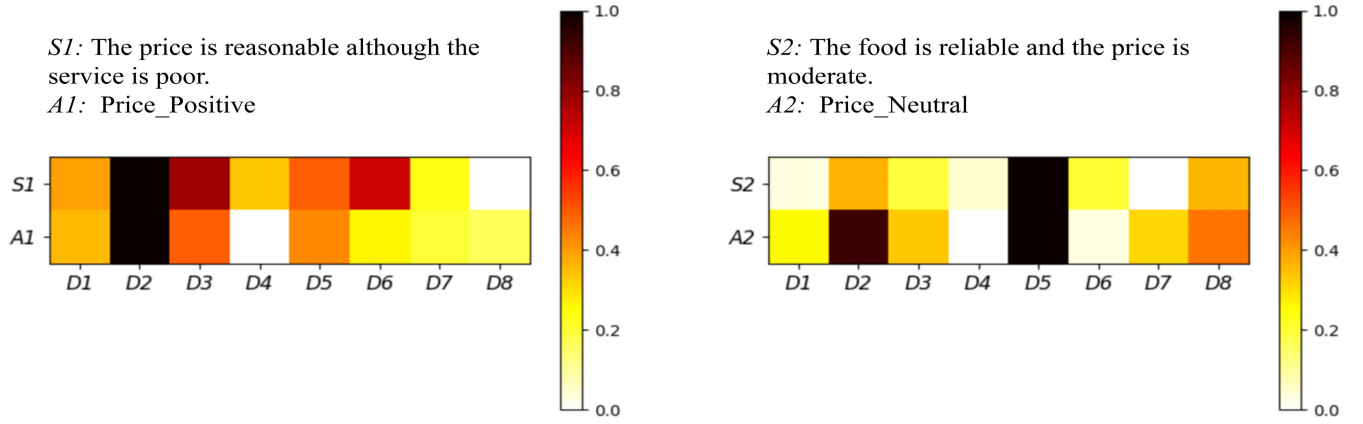 S1: The price is reasonable although the
service is poor.
A1: Price_Positive
S1
A1
D1 D2 D3 D4 D5 D6 D7 D8
1.0
0.8
0.6
0.4
0.2
0.0
S2: The food is reliable and the price is
moderate.
A2: Price_Neutral
S2
A2
D1 D2 D3 D4 D5 D6 D7 D8
1.0
0.8
0.6
0.4
0.2
0.0